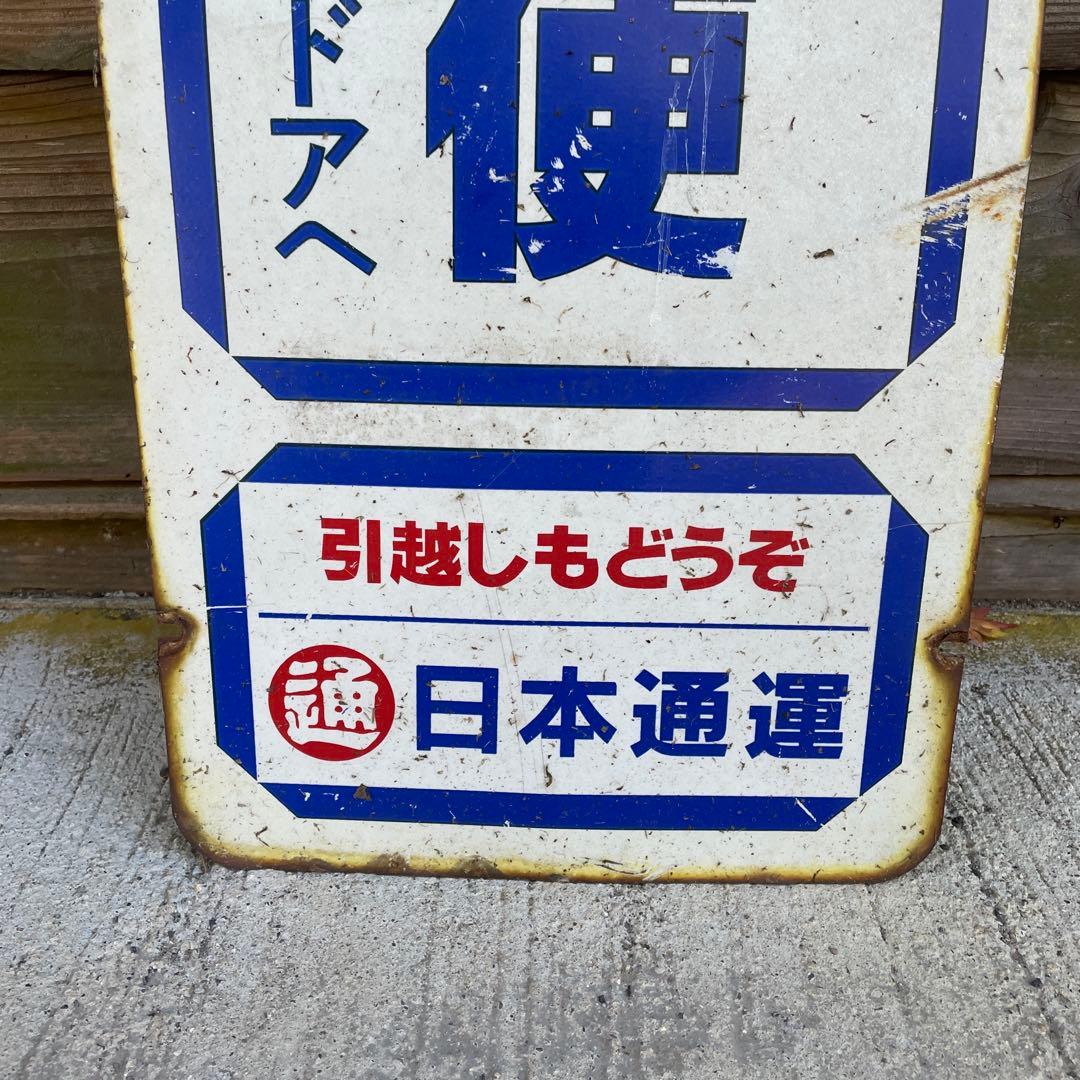 便
ドアへ
引越しもどうぞ
通 日本通運